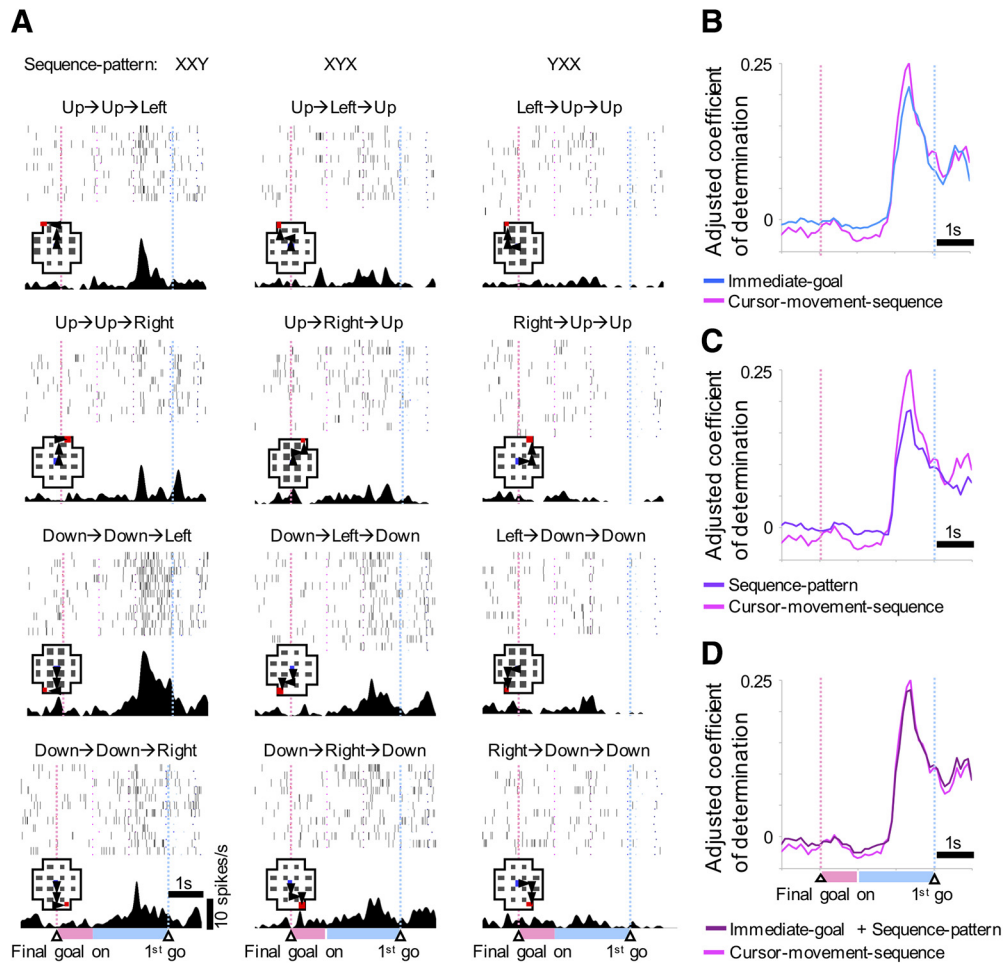 A
Sequence-pattern: XXY XYX YXX
Up→Up→Left Up→Left→Up Left→Up→Up
Up→Up→Right Up→Right→Up Right→Up→Up
Down→Down→Left Down→Left→Down Left→Down→Down
Down→Down→Right Down→Right→Down Right→Down→Down
1s
10 spikes/s
Final goal on 1st go Final goal on 1st go Final goal on 1st go
B
Adjusted coefficient
of determination
0.25
0
1s
Immediate-goal
Cursor-movement-sequence
C
Adjusted coefficient
of determination
0.25
0
1s
Sequence-pattern
Cursor-movement-sequence
D
Adjusted coefficient
of determination
0.25
0
1s
Final goal on 1st go
Immediate-goal + Sequence-pattern
Cursor-movement-sequence